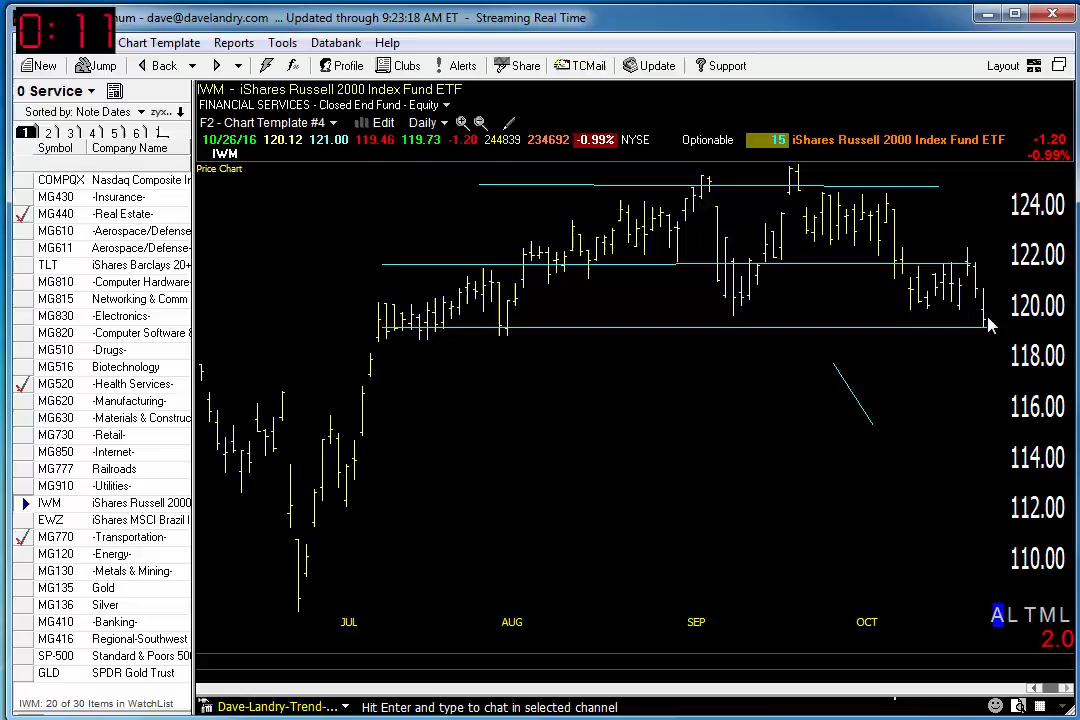 0:11
num - dave@davelandry.com ... Updated through 9:23:18 AM ET - Streaming Real Time
Chart Template Reports Tools Databank Help
New Jump Back Profile Clubs Alerts Share TCMail Update Support Layout
0 Service
Sorted by: Note Dates zyx..
1 2 3 4 5 6
Symbol Company Name
COMPQX Nasdaq Composite In
MG430 -Insurance-
MG440 -Real Estate-
MG610 -Aerospace/Defense
MG611 Aerospace/Defense-
TLT iShares Barclays 20+
MG810 -Computer Hardware-
MG815 Networking & Comm
MG830 -Electronics-
MG820 -Computer Software &
MG510 -Drugs-
MG516 Biotechnology
MG520 -Health Services-
MG620 -Manufacturing-
MG630 -Materials & Construc
MG730 -Retail-
MG850 -Internet-
MG777 Railroads
MG910 -Utilities-
IWM iShares Russell 2000
EWZ iShares MSCI Brazil I
MG770 -Transportation-
MG120 -Energy-
MG130 -Metals & Mining-
MG135 Gold
MG136 Silver
MG410 -Banking-
MG416 Regional-Southwest
SP-500 Standard & Poors 500
GLD SPDR Gold Trust
IWM: 20 of 30 Items in WatchList
IWM - iShares Russell 2000 Index Fund ETF
FINANCIAL SERVICES - Closed End Fund - Equity
F2 - Chart Template #4 Edit Daily
10/26/16 120.12 121.00 119.46 119.73 -1.20 244839 234692 -0.99% NYSE Optionable 15 iShares Russell 2000 Index Fund ETF -1.20
IWM -0.99%
Price Chart
124.00
122.00
120.00
118.00
116.00
114.00
112.00
110.00
JUL AUG SEP OCT
A L T M L
2.0
Dave-Landry-Trend-... Hit Enter and type to chat in selected channel